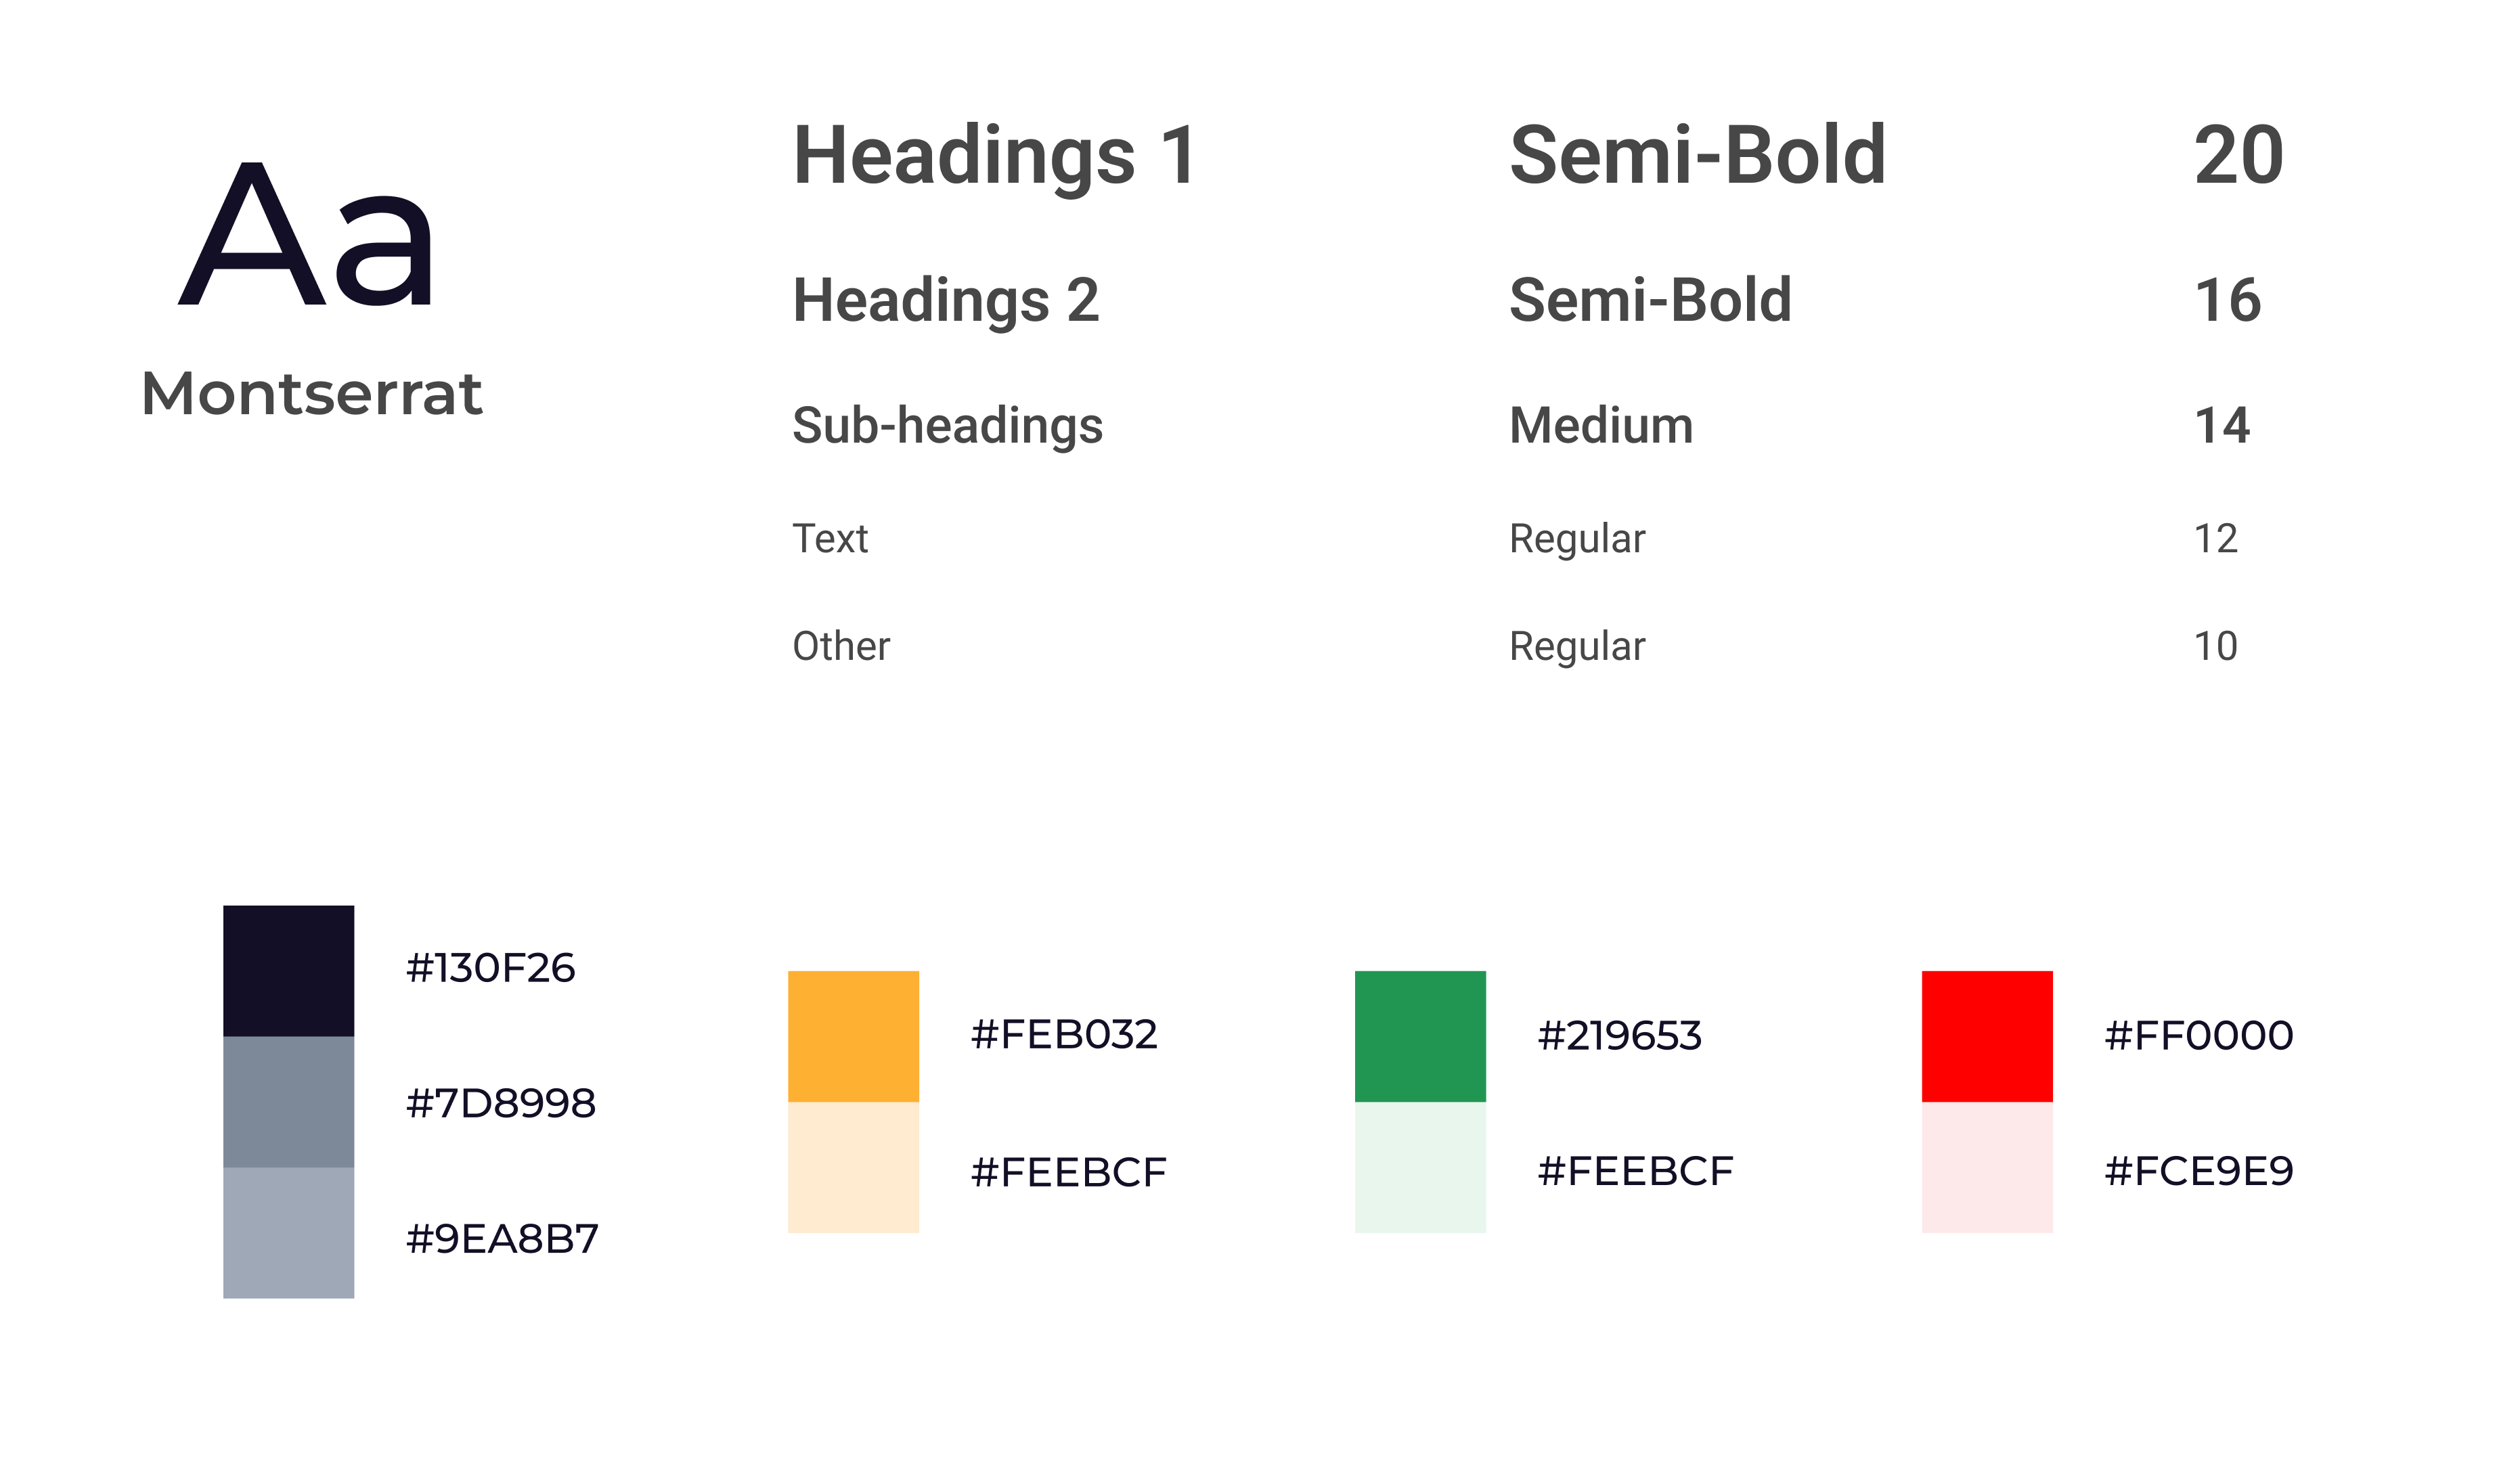 Aa
Montserrat
Headings 1 Semi-Bold 20
Headings 2 Semi-Bold 16
Sub-headings Medium 14
Text Regular 12
Other Regular 10
#130F26
#7D8998
#9EA8B7
#FEB032
#FEEBCF
#219653
#FEEBCF
#FF0000
#FCE9E9